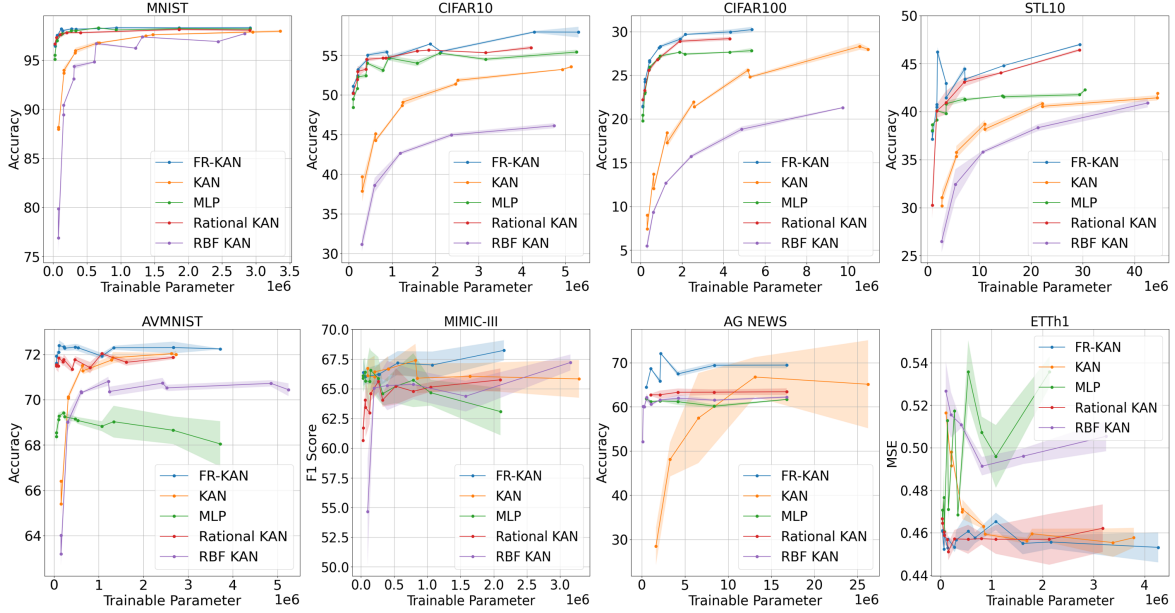 MNIST
Accuracy
95
90
85
80
75
FR-KAN
KAN
MLP
Rational KAN
RBF KAN
0.0 0.5 1.0 1.5 2.0 2.5 3.0 3.5
Trainable Parameter 1e6
CIFAR10
Accuracy
60
55
50
45
40
35
30
FR-KAN
KAN
MLP
Rational KAN
RBF KAN
0 1 2 3 4 5
Trainable Parameter 1e6
CIFAR100
Accuracy
30
25
20
15
10
5
FR-KAN
KAN
MLP
Rational KAN
RBF KAN
0 2 4 6 8 10
Trainable Parameter 1e6
STL10
Accuracy
50
45
40
35
30
25
FR-KAN
KAN
MLP
Rational KAN
RBF KAN
0 10 20 30 40
Trainable Parameter 1e6
AVMNIST
Accuracy
72
70
68
66
64
FR-KAN
KAN
MLP
Rational KAN
RBF KAN
0 1 2 3 4 5
Trainable Parameter 1e6
MIMIC-III
F1 Score
70.0
67.5
65.0
62.5
60.0
57.5
55.0
52.5
50.0
FR-KAN
KAN
MLP
Rational KAN
RBF KAN
0.0 0.5 1.0 1.5 2.0 2.5 3.0
Trainable Parameter 1e6
AG NEWS
Accuracy
70
60
50
40
30
FR-KAN
KAN
MLP
Rational KAN
RBF KAN
0 5 10 15 20 25
Trainable Parameter 1e6
ETTh1
MSE
0.54
0.52
0.50
0.48
0.46
0.44
FR-KAN
KAN
MLP
Rational KAN
RBF KAN
0 1 2 3 4
Trainable Parameter 1e6